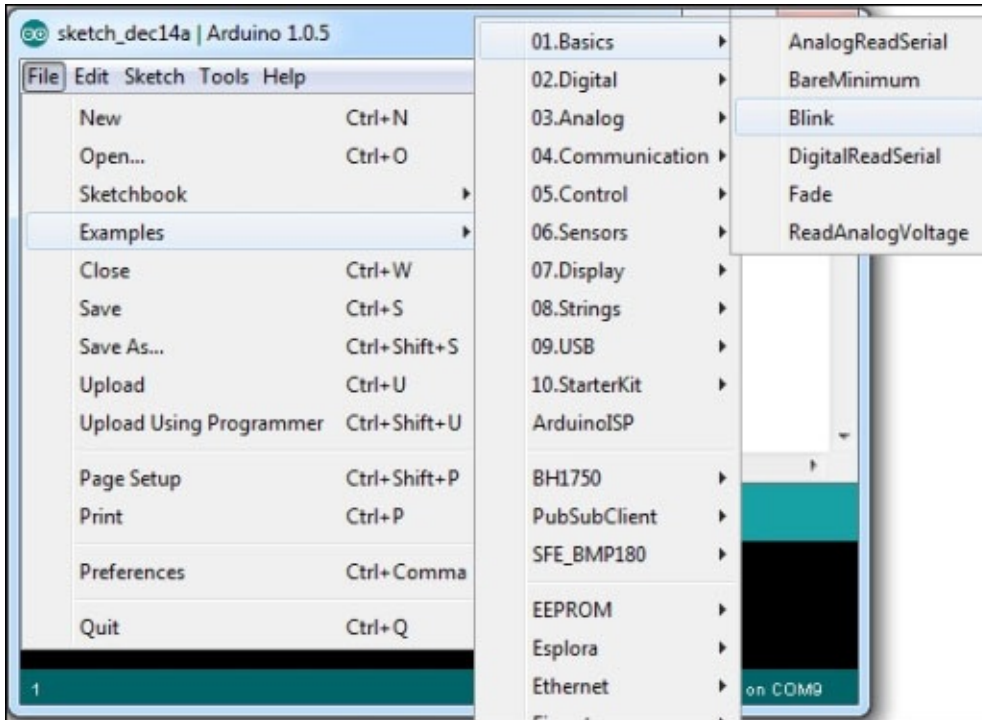 sketch_dec14a | Arduino 1.0.5
File Edit Sketch Tools Help
New Ctrl+N
Open... Ctrl+O
Sketchbook
Examples
Close Ctrl+W
Save Ctrl+S
Save As... Ctrl+Shift+S
Upload Ctrl+U
Upload Using Programmer Ctrl+Shift+U
Page Setup Ctrl+Shift+P
Print Ctrl+P
Preferences Ctrl+Comma
Quit Ctrl+Q
01.Basics
02.Digital
03.Analog
04.Communication
05.Control
06.Sensors
07.Display
08.Strings
09.USB
10.StarterKit
ArduinoISP
BH1750
PubSubClient
SFE_BMP180
EEPROM
Esplora
Ethernet
AnalogReadSerial
BareMinimum
Blink
DigitalReadSerial
Fade
ReadAnalogVoltage
1
on COM9